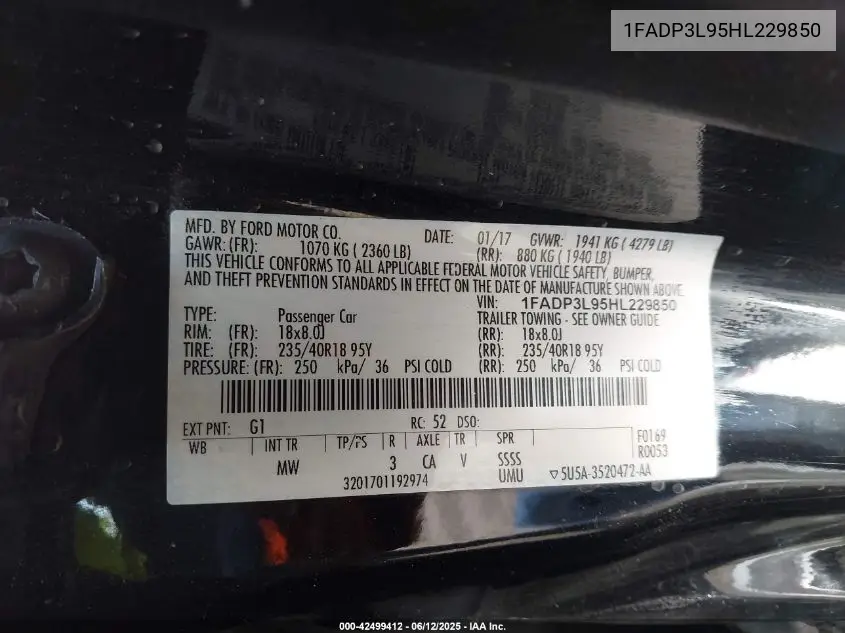 1FADP3L95HL229850
MFD. BY FORD MOTOR CO. DATE: 01/17 GVWR: 1941 KG ( 4279 LB)
GAWR: (FR): 1070 KG ( 2360 LB) (RR): 880 KG ( 1940 LB)
THIS VEHICLE CONFORMS TO ALL APPLICABLE FEDERAL MOTOR VEHICLE SAFETY, BUMPER,
AND THEFT PREVENTION STANDARDS IN EFFECT ON THE DATE OF MANUFACTURE SHOWN ABOVE.
VIN: 1FADP3L95HL229850
TYPE: Passenger Car TRAILER TOWING - SEE OWNER GUIDE
RIM: (FR): 18x8.0J (RR): 18x8.0J
TIRE: (FR): 235/40R18 95Y (RR): 235/40R18 95Y
PRESSURE: (FR): 250 kPa/ 36 PSI COLD (RR): 250 kPa/ 36 PSI COLD
EXT PNT: G1 RC: 52 DSO:
WB INT TR TP/PS R AXLE TR SPR F0169
MW 3 CA V SSSS R0053
3201701192974 UMU ▽5U5A-3520472-AA
000-42499412 - 06/12/2025 - IAA Inc.